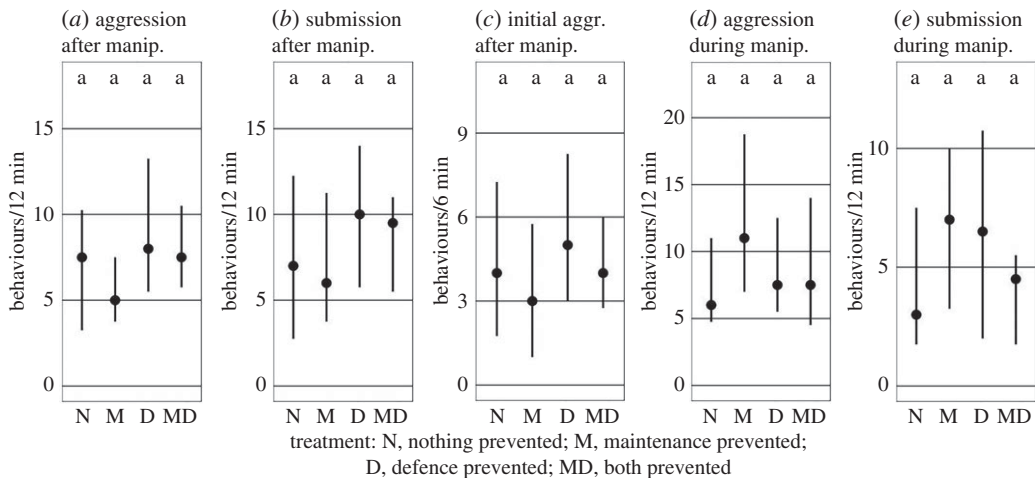 (a) aggression
after manip.
a a a a
15
10
5
0
behaviours/12 min
N M D MD
(b) submission
after manip.
a a a a
15
10
5
0
behaviours/12 min
N M D MD
(c) initial aggr.
after manip.
a a a a
9
6
3
0
behaviours/6 min
N M D MD
(d) aggression
during manip.
a a a a
20
15
10
5
0
behaviours/12 min
N M D MD
(e) submission
during manip.
a a a a
10
5
0
behaviours/12 min
N M D MD
treatment: N, nothing prevented; M, maintenance prevented;
D, defence prevented; MD, both prevented